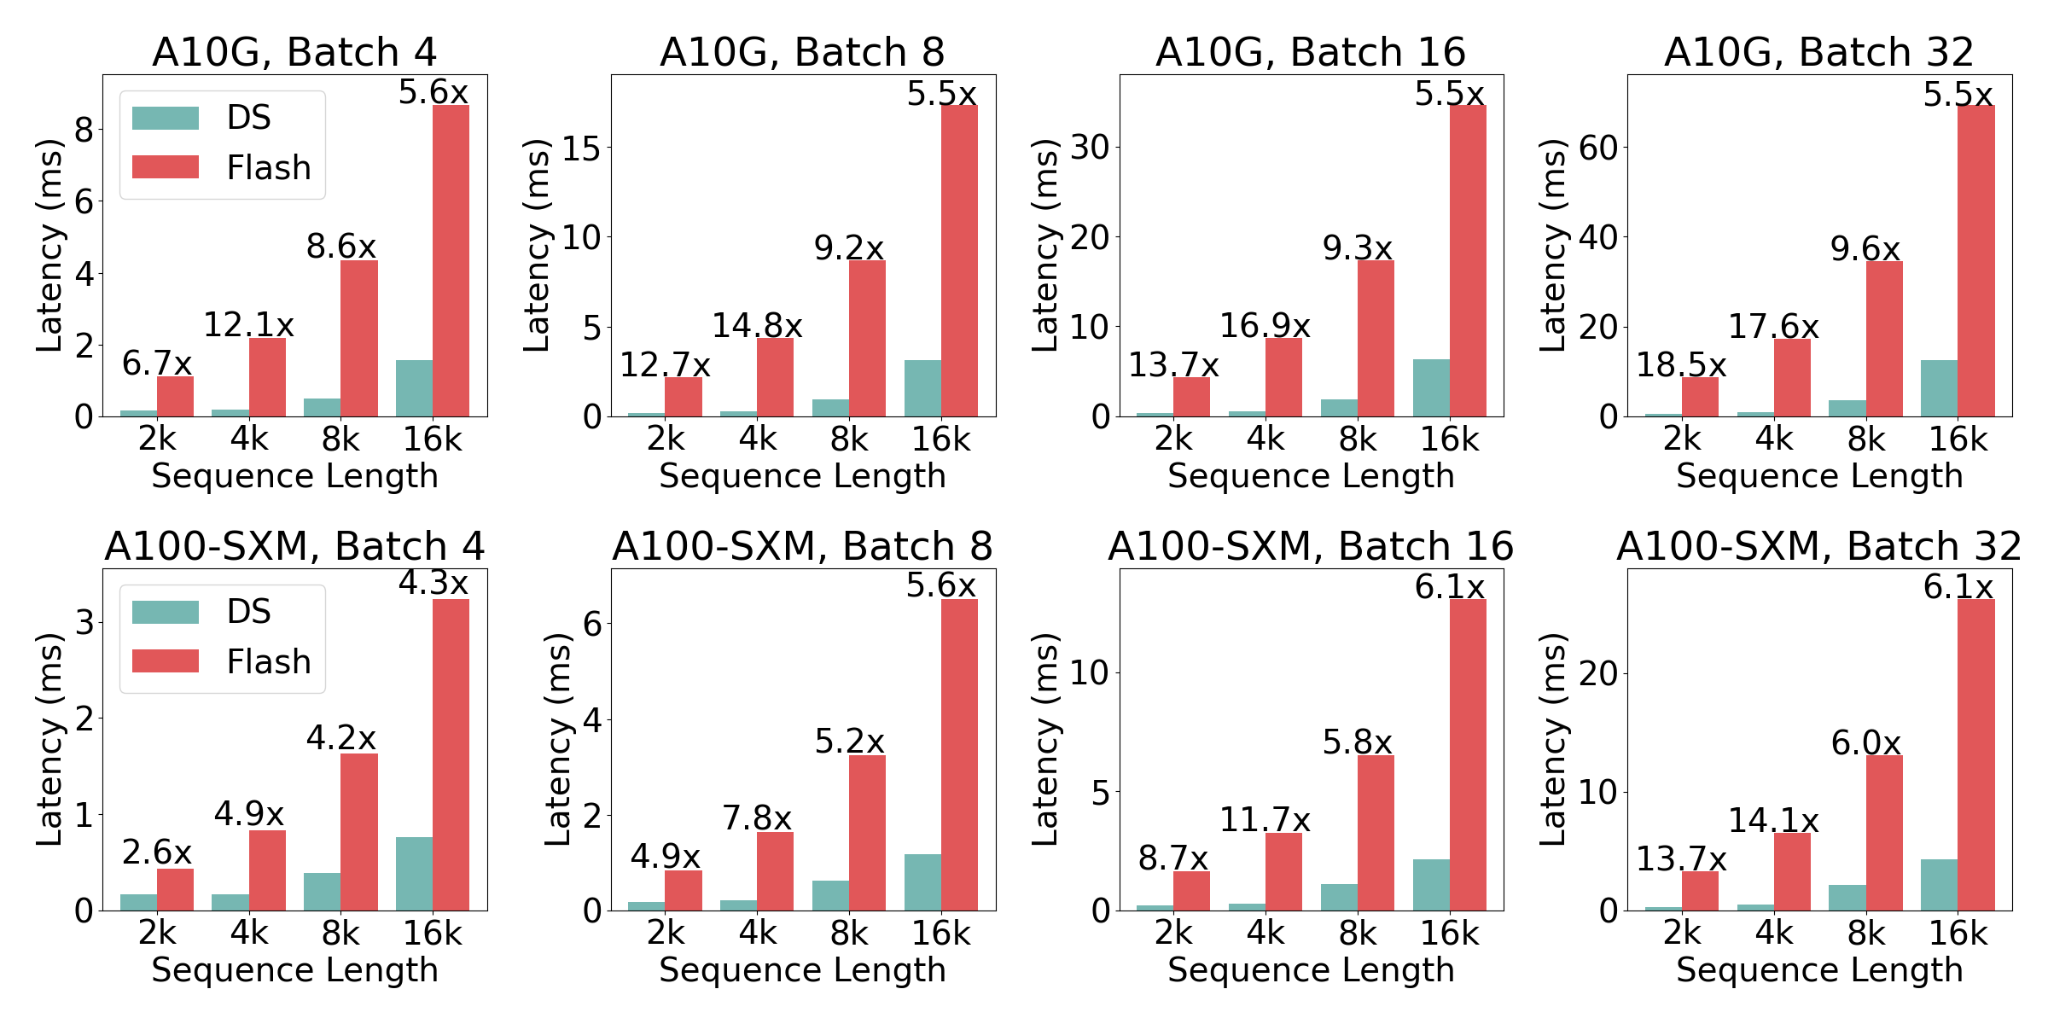 A10G, Batch 4
5.6x
DS
Flash
8
6
4
2
0
8.6x
12.1x
6.7x
Latency (ms)
2k 4k 8k 16k
Sequence Length
A10G, Batch 8
5.5x
15
10
5
0
9.2x
14.8x
12.7x
Latency (ms)
2k 4k 8k 16k
Sequence Length
A10G, Batch 16
5.5x
30
20
10
0
9.3x
16.9x
13.7x
Latency (ms)
2k 4k 8k 16k
Sequence Length
A10G, Batch 32
5.5x
60
40
20
0
9.6x
17.6x
18.5x
Latency (ms)
2k 4k 8k 16k
Sequence Length
A100-SXM, Batch 4
4.3x
DS
Flash
3
2
1
0
4.2x
4.9x
2.6x
Latency (ms)
2k 4k 8k 16k
Sequence Length
A100-SXM, Batch 8
5.6x
6
4
2
0
5.2x
7.8x
4.9x
Latency (ms)
2k 4k 8k 16k
Sequence Length
A100-SXM, Batch 16
6.1x
10
5
0
5.8x
11.7x
8.7x
Latency (ms)
2k 4k 8k 16k
Sequence Length
A100-SXM, Batch 32
6.1x
20
10
0
6.0x
14.1x
13.7x
Latency (ms)
2k 4k 8k 16k
Sequence Length